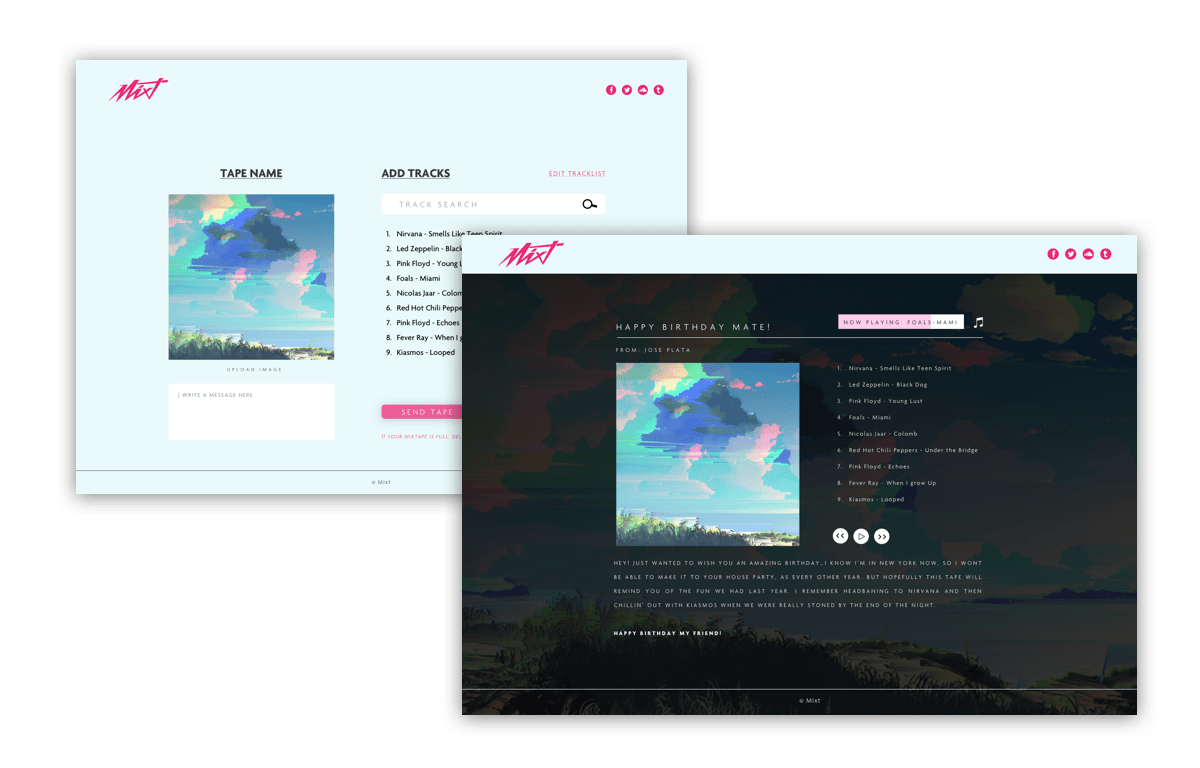 Mixt
TAPE NAME
UPLOAD IMAGE
| WRITE A MESSAGE HERE
ADD TRACKS
EDIT TRACKLIST
TRACK SEARCH
1. Nirvana - Smells Like Teen Spirit
2. Led Zeppelin - Black
3. Pink Floyd - Young L
4. Foals - Miami
5. Nicolas Jaar - Colom
6. Red Hot Chili Peppe
7. Pink Floyd - Echoes
8. Fever Ray - When I g
9. Kiasmos - Looped
SEND TAPE
YOUR MIXTAPE IS FULL, DEL
© Mixt
Mixt
HAPPY BIRTHDAY MATE!
NOW PLAYING: FOALS-MAMI
FROM: JOSE PLATA
1. Nirvana - Smells Like Teen Spirit
2. Led Zeppelin - Black Dog
3. Pink Floyd - Young Lust
4. Foals - Miami
5. Nicolas Jaar - Colomb
6. Red Hot Chili Peppers - Under the Bridge
7. Pink Floyd - Echoes
8. Fever Ray - When I grow Up
9. Kiasmos - Looped
HEY! JUST WANTED TO WISH YOU AN AMAZING BIRTHDAY,,I KNOW I'M IN NEW YORK NOW, SO I WONT
BE ABLE TO MAKE IT TO YOUR HOUSE PARTY, AS EVERY OTHER YEAR. BUT HOPEFULLY THIS TAPE WILL
REMIND YOU OF THE FUN WE HAD LAST YEAR. I REMEMBER HEADBANING TO NIRVANA AND THEN
CHILLIN' OUT WITH KIASMOS WHEN WE WERE REALLY STONED BY THE END OF THE NIGHT.
HAPPY BIRTHDAY MY FRIEND!
© Mixt